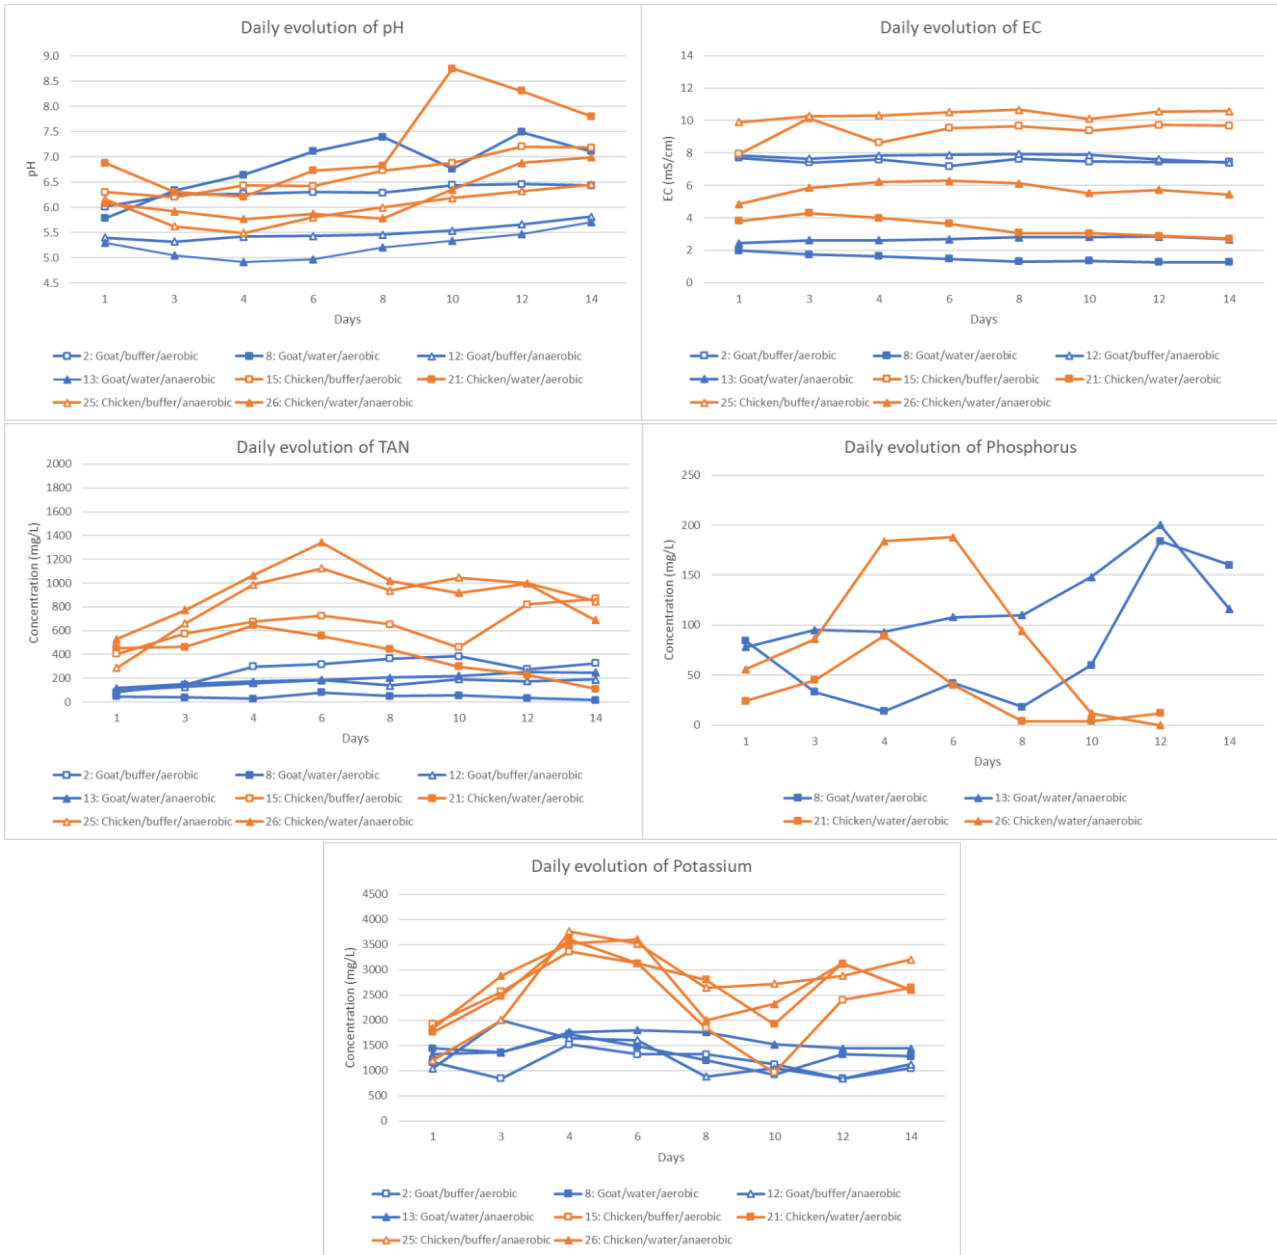 Daily evolution of pH
9.0
8.5
8.0
7.5
7.0
6.5
6.0
5.5
5.0
4.5
pH
1 3 4 6 8 10 12 14
Days
2: Goat/buffer/aerobic 8: Goat/water/aerobic 12: Goat/buffer/anaerobic
13: Goat/water/anaerobic 15: Chicken/buffer/aerobic 21: Chicken/water/aerobic
25: Chicken/buffer/anaerobic 26: Chicken/water/anaerobic
Daily evolution of EC
14
12
10
8
6
4
2
0
EC (mS/cm)
1 3 4 6 8 10 12 14
Days
2: Goat/buffer/aerobic 8: Goat/water/aerobic 12: Goat/buffer/anaerobic
13: Goat/water/anaerobic 15: Chicken/buffer/aerobic 21: Chicken/water/aerobic
25: Chicken/buffer/anaerobic 26: Chicken/water/anaerobic
Daily evolution of TAN
2000
1800
1600
1400
1200
1000
800
600
400
200
0
Concentration (mg/L)
1 3 4 6 8 10 12 14
Days
2: Goat/buffer/aerobic 8: Goat/water/aerobic 12: Goat/buffer/anaerobic
13: Goat/water/anaerobic 15: Chicken/buffer/aerobic 21: Chicken/water/aerobic
25: Chicken/buffer/anaerobic 26: Chicken/water/anaerobic
Daily evolution of Phosphorus
250
200
150
100
50
0
Concentration (mg/L)
1 3 4 6 8 10 12 14
Days
8: Goat/water/aerobic 13: Goat/water/anaerobic
21: Chicken/water/aerobic 26: Chicken/water/anaerobic
Daily evolution of Potassium
4500
4000
3500
3000
2500
2000
1500
1000
500
0
Concentration (mg/L)
1 3 4 6 8 10 12 14
Days
2: Goat/buffer/aerobic 8: Goat/water/aerobic 12: Goat/buffer/anaerobic
13: Goat/water/anaerobic 15: Chicken/buffer/aerobic 21: Chicken/water/aerobic
25: Chicken/buffer/anaerobic 26: Chicken/water/anaerobic